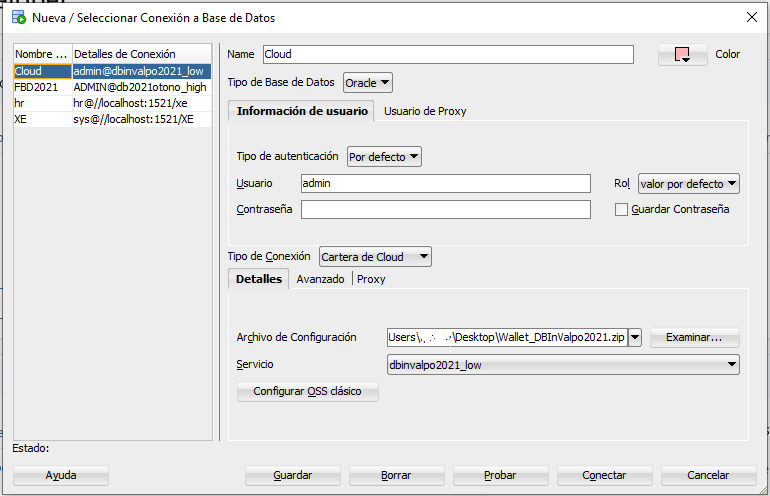 Nueva / Seleccionar Conexión a Base de Datos
Nombre ... Detalles de Conexión
Cloud admin@dbinvalpo2021_low
FBD2021 ADMIN@db2021otono_high
hr hr@//localhost:1521/xe
XE sys@//localhost:1521/XE
Name Cloud Color
Tipo de Base de Datos Oracle
Información de usuario Usuario de Proxy
Tipo de autenticación Por defecto
Usuario admin Rol valor por defecto
Contraseña Guardar Contraseña
Tipo de Conexión Cartera de Cloud
Detalles Avanzado Proxy
Archivo de Configuración Users\ \Desktop\Wallet_DBInValpo2021.zip Examinar...
Servicio dbinvalpo2021_low
Configurar OSS clásico
Estado:
Ayuda Guardar Borrar Probar Conectar Cancelar